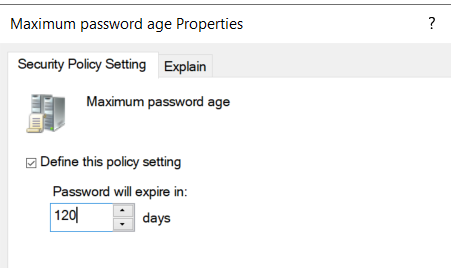 Maximum password age Properties ?
Security Policy Setting Explain
Maximum password age
Define this policy setting
Password will expire in:
120 days